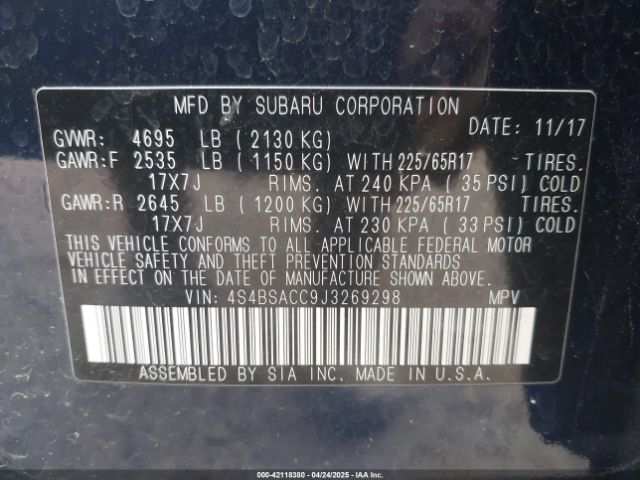 MFD BY SUBARU CORPORATION
DATE: 11/17
GVWR: 4695 LB ( 2130 KG)
GAWR:F 2535 LB ( 1150 KG) WITH 225/65R17 TIRES.
17X7J RIMS. AT 240 KPA ( 35 PSI) COLD
GAWR:R 2645 LB ( 1200 KG) WITH 225/65R17 TIRES.
17X7J RIMS. AT 230 KPA ( 33 PSI) COLD
THIS VEHICLE CONFORMS TO ALL APPLICABLE FEDERAL MOTOR
VEHICLE SAFETY AND THEFT PREVENTION STANDARDS
IN EFFECT ON THE DATE OF MANUFACTURE SHOWN ABOVE.
VIN: 4S4BSACC9J3269298 MPV
ASSEMBLED BY SIA INC. MADE IN U.S.A.
000-42118380 - 04/24/2025 - Copyright IAA, Inc.